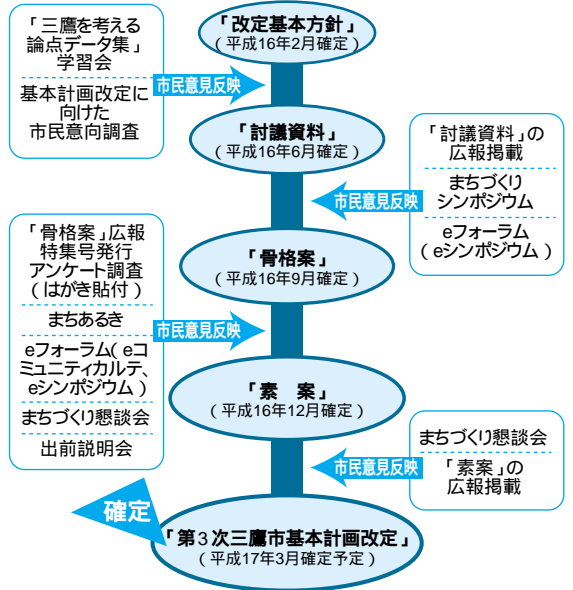 「改定基本方針」
(平成16年2月確定)
「三鷹を考える
論点データ集」
学習会
基本計画改定に
向けた
市民意向調査
市民意見反映
「討議資料」
(平成16年6月確定)
「討議資料」の
広報掲載
まちづくり
シンポジウム
eフォーラム
(eシンポジウム)
市民意見反映
「骨格案」
(平成16年9月確定)
「骨格案」広報
特集号発行
アンケート調査
(はがき貼付)
まちあるき
eフォーラム(eコ
ミュニティカルテ、
eシンポジウム)
まちづくり懇談会
出前説明会
市民意見反映
「素 案」
(平成16年12月確定)
まちづくり懇談会
「素案」の
広報掲載
市民意見反映
確定
「第3次三鷹市基本計画改定」
(平成17年3月確定予定)